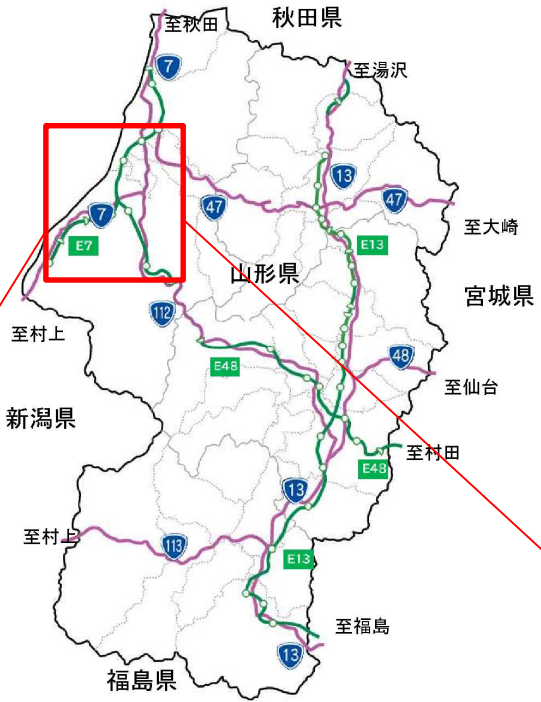 秋田県
至秋田
7
至湯沢
13
47
47
至大崎
7
E7
E13
山形県
宮城県
112
至村上
48
E48
至仙台
新潟県
至村田
E48
13
至村上
113
E13
至福島
13
福島県